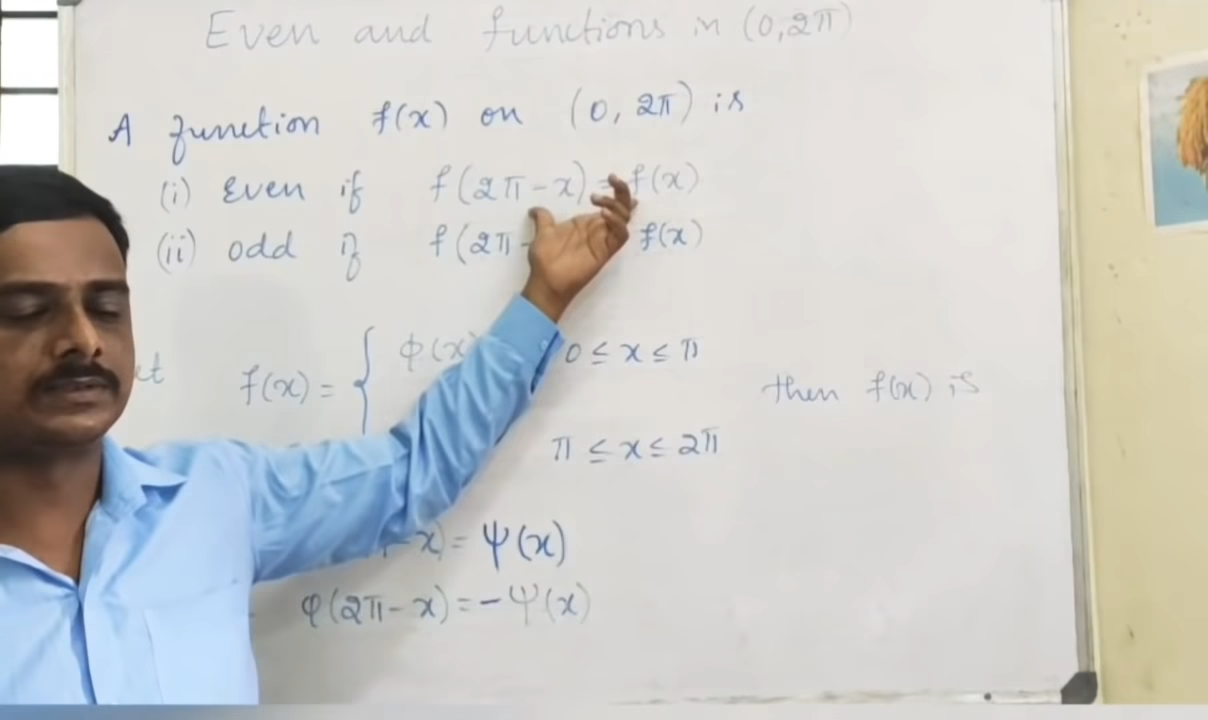 Even and functions in (0,2π)
A function f(x) on (0, 2π) is
(i) Even if f(2π-x) = f(x)
(ii) odd if f(2π- f(x)
f(x) = { φ(x) 0 ≤ x ≤ π
then f(x) is
π ≤ x ≤ 2π
-x) = Ψ(x)
φ(2π-x) = -Ψ(x)